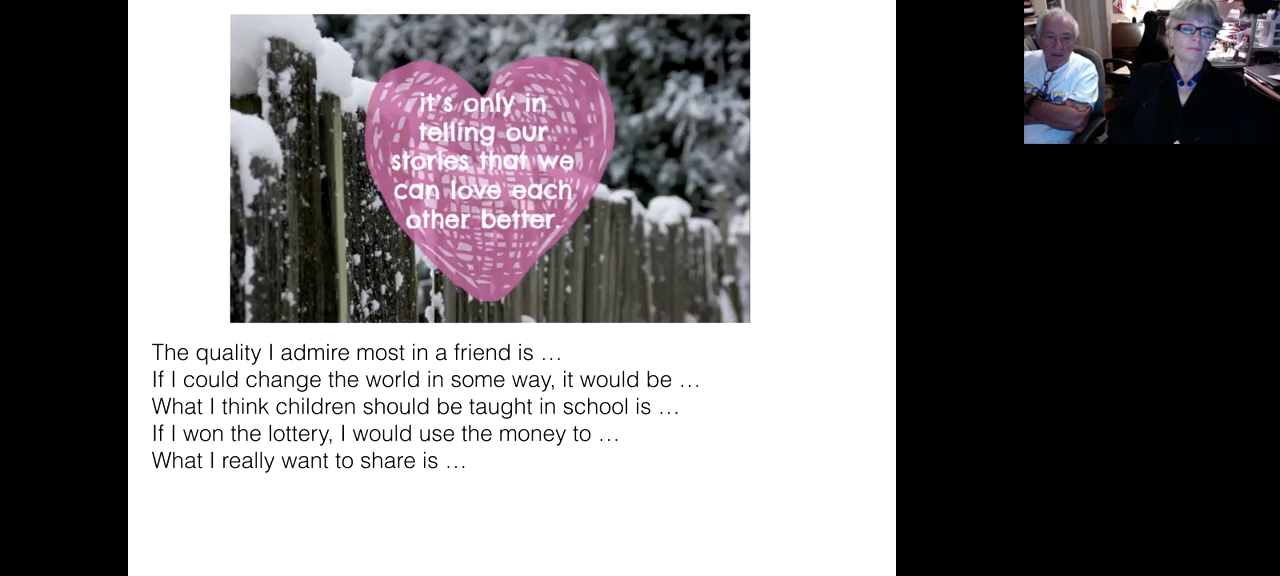 it's only in
telling our
stories that we
can love each
other better.
The quality I admire most in a friend is …
If I could change the world in some way, it would be …
What I think children should be taught in school is …
If I won the lottery, I would use the money to …
What I really want to share is …